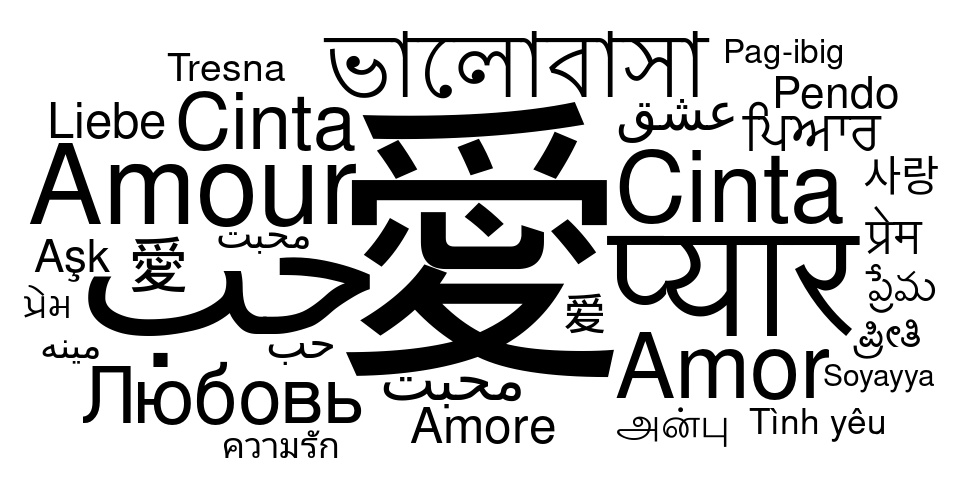 ভালোবাসা
Pag-ibig
Tresna
Pendo
Liebe
Cinta
عشق
ਪਿਆਰ
Amour
爱
Cinta
사랑
محبت
प्रेम
Aşk
愛
حب
प्यार
ప్రేమ
પ્રેમ
爱
ಪ್ರೀತಿ
مينه
حب
Amor
Soyayya
Любовь
محبت
Amore
அன்பு
Tình yêu
ความรัก